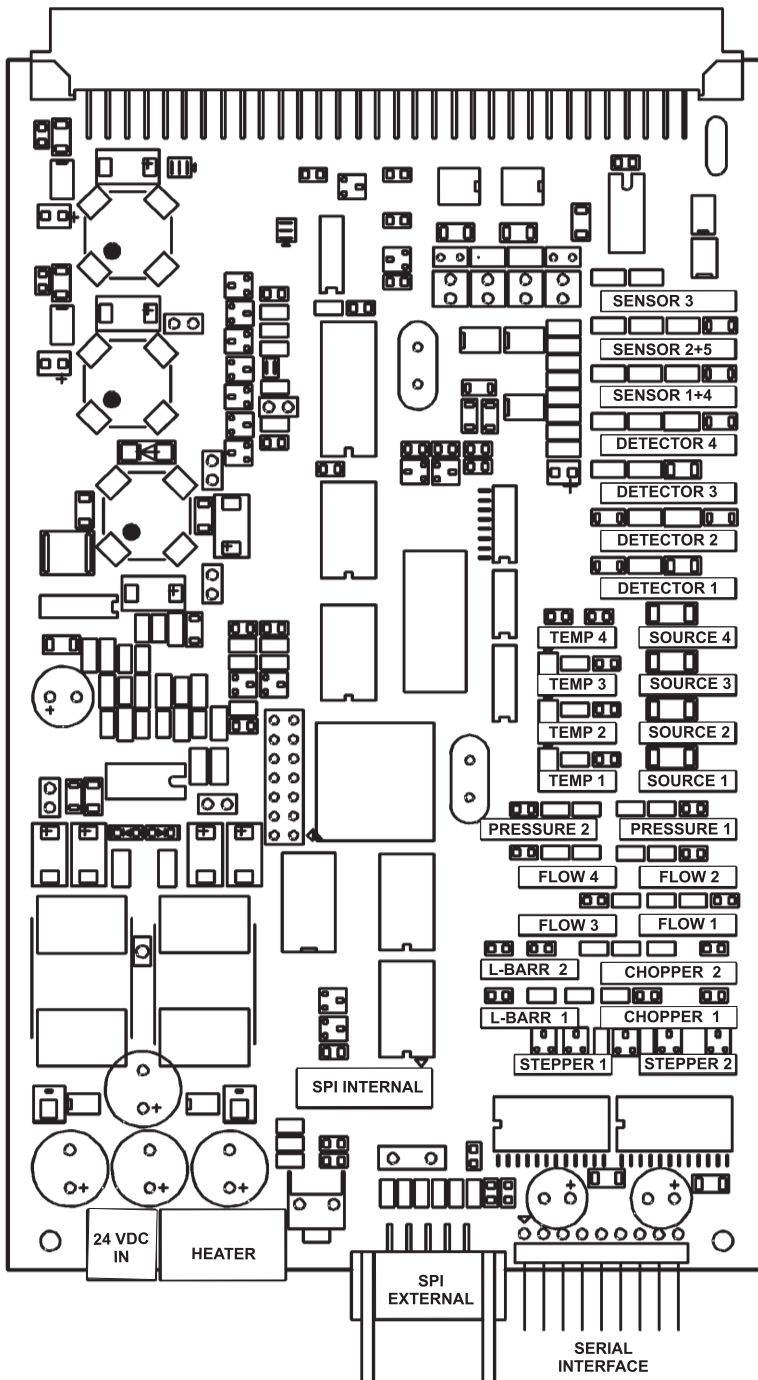 SENSOR 3
SENSOR 2+5
SENSOR 1+4
DETECTOR 4
DETECTOR 3
DETECTOR 2
DETECTOR 1
TEMP 4 SOURCE 4
TEMP 3 SOURCE 3
TEMP 2 SOURCE 2
TEMP 1 SOURCE 1
PRESSURE 2 PRESSURE 1
FLOW 4 FLOW 2
FLOW 3 FLOW 1
L-BARR 2 CHOPPER 2
L-BARR 1 CHOPPER 1
STEPPER 1 STEPPER 2
SPI INTERNAL
24 VDC
IN
HEATER
SPI
EXTERNAL
SERIAL
INTERFACE